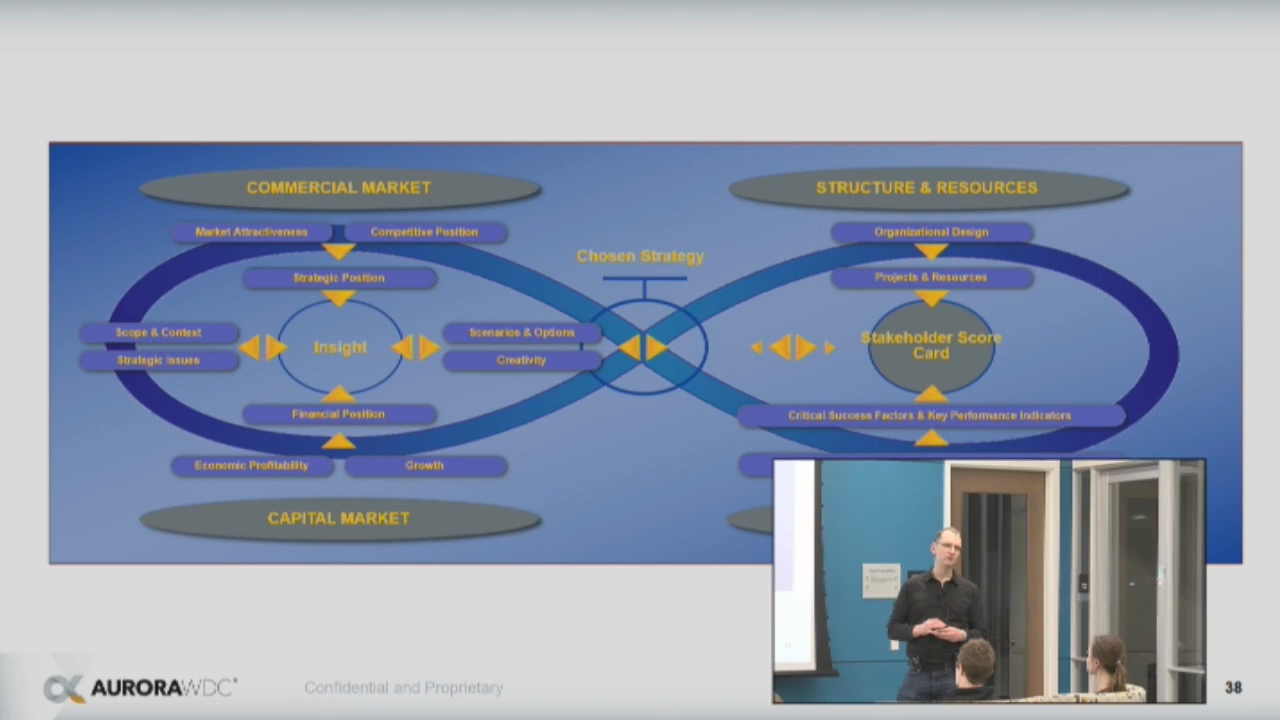 COMMERCIAL MARKET
STRUCTURE & RESOURCES
Market Attractiveness
Competitive Position
Organizational Design
Chosen Strategy
Strategic Position
Projects & Resources
Scope & Context
Scenarios & Options
Insight
Stakeholder Score
Card
Strategic Issues
Creativity
Financial Position
Critical Success Factors & Key Performance Indicators
Economic Profitability
Growth
CAPITAL MARKET
AURORAWDC
Confidential and Proprietary
38